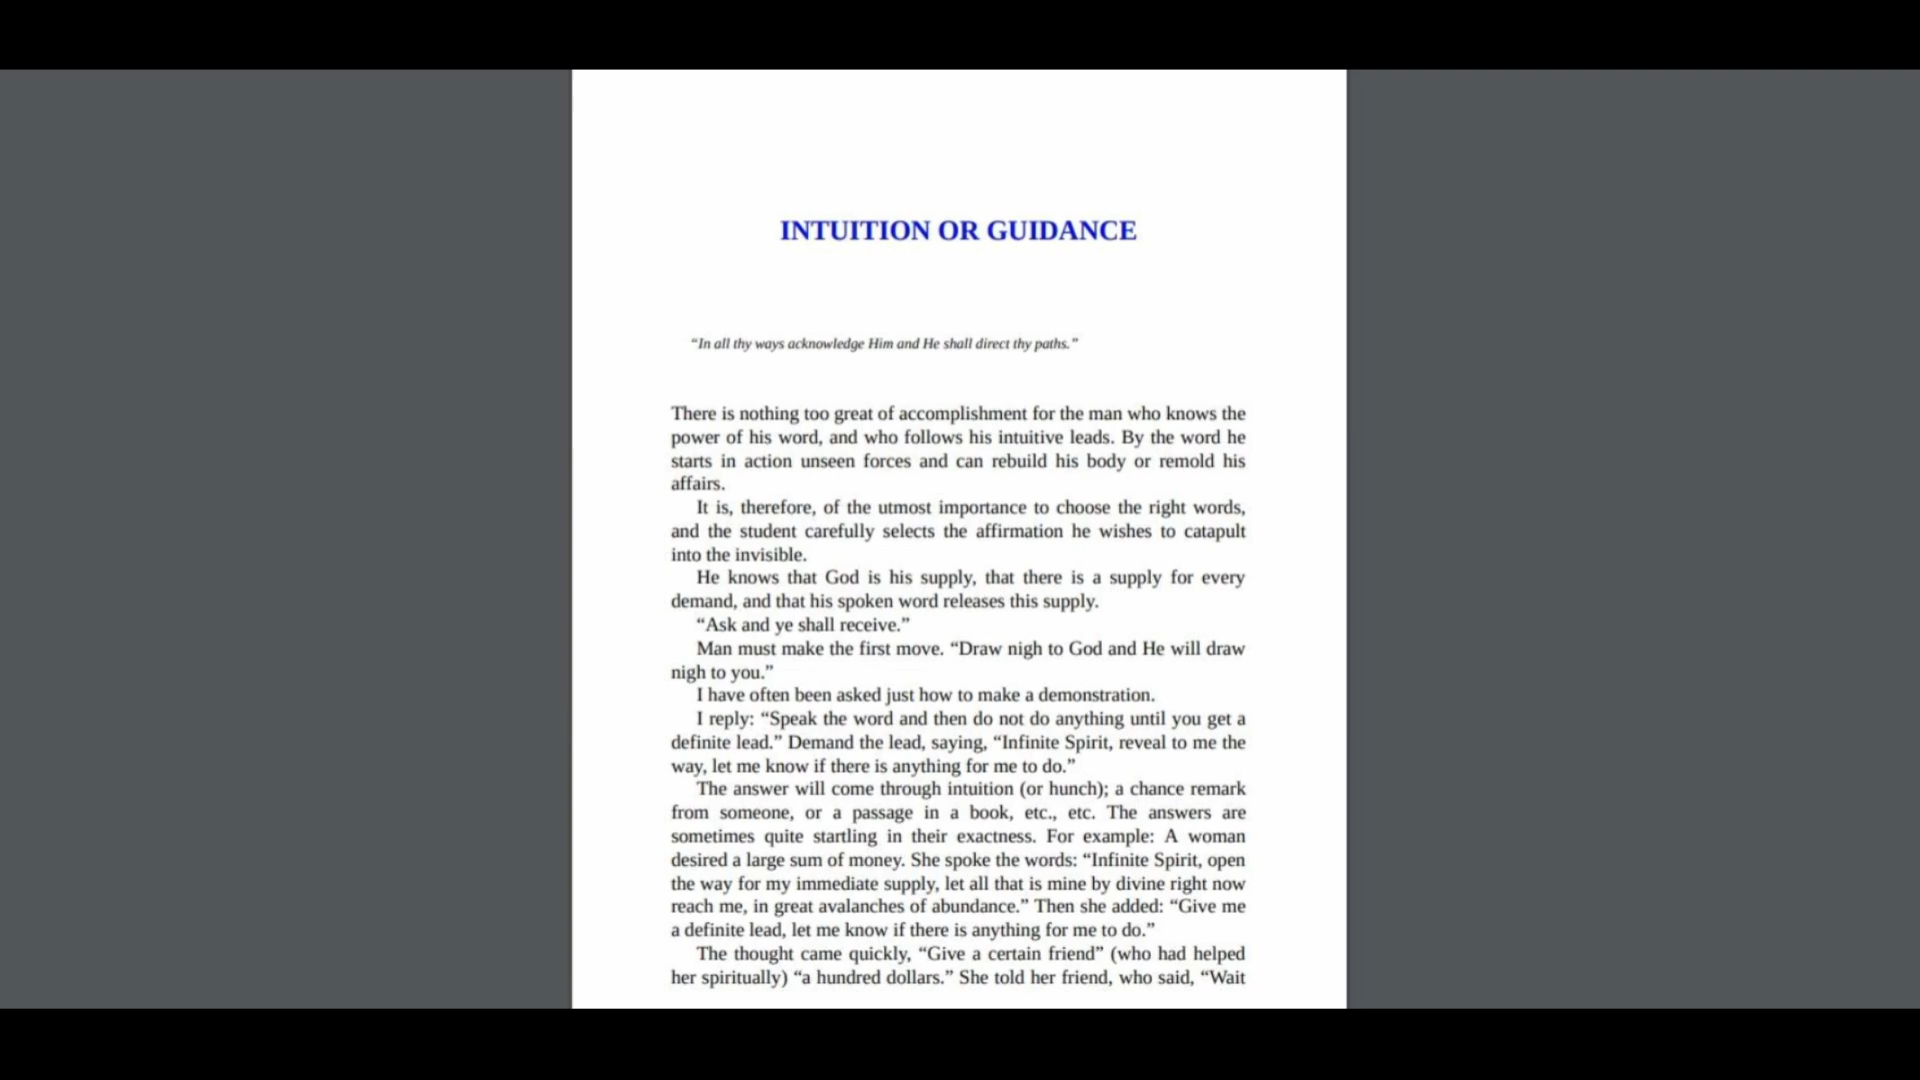 INTUITION OR GUIDANCE
“In all thy ways acknowledge Him and He shall direct thy paths.”
There is nothing too great of accomplishment for the man who knows the
power of his word, and who follows his intuitive leads. By the word he
starts in action unseen forces and can rebuild his body or remold his
affairs.
It is, therefore, of the utmost importance to choose the right words,
and the student carefully selects the affirmation he wishes to catapult
into the invisible.
He knows that God is his supply, that there is a supply for every
demand, and that his spoken word releases this supply.
“Ask and ye shall receive.”
Man must make the first move. “Draw nigh to God and He will draw
nigh to you.”
I have often been asked just how to make a demonstration.
I reply: “Speak the word and then do not do anything until you get a
definite lead.” Demand the lead, saying, “Infinite Spirit, reveal to me the
way, let me know if there is anything for me to do.”
The answer will come through intuition (or hunch); a chance remark
from someone, or a passage in a book, etc., etc. The answers are
sometimes quite startling in their exactness. For example: A woman
desired a large sum of money. She spoke the words: “Infinite Spirit, open
the way for my immediate supply, let all that is mine by divine right now
reach me, in great avalanches of abundance.” Then she added: “Give me
a definite lead, let me know if there is anything for me to do.”
The thought came quickly, “Give a certain friend” (who had helped
her spiritually) “a hundred dollars.” She told her friend, who said, “Wait